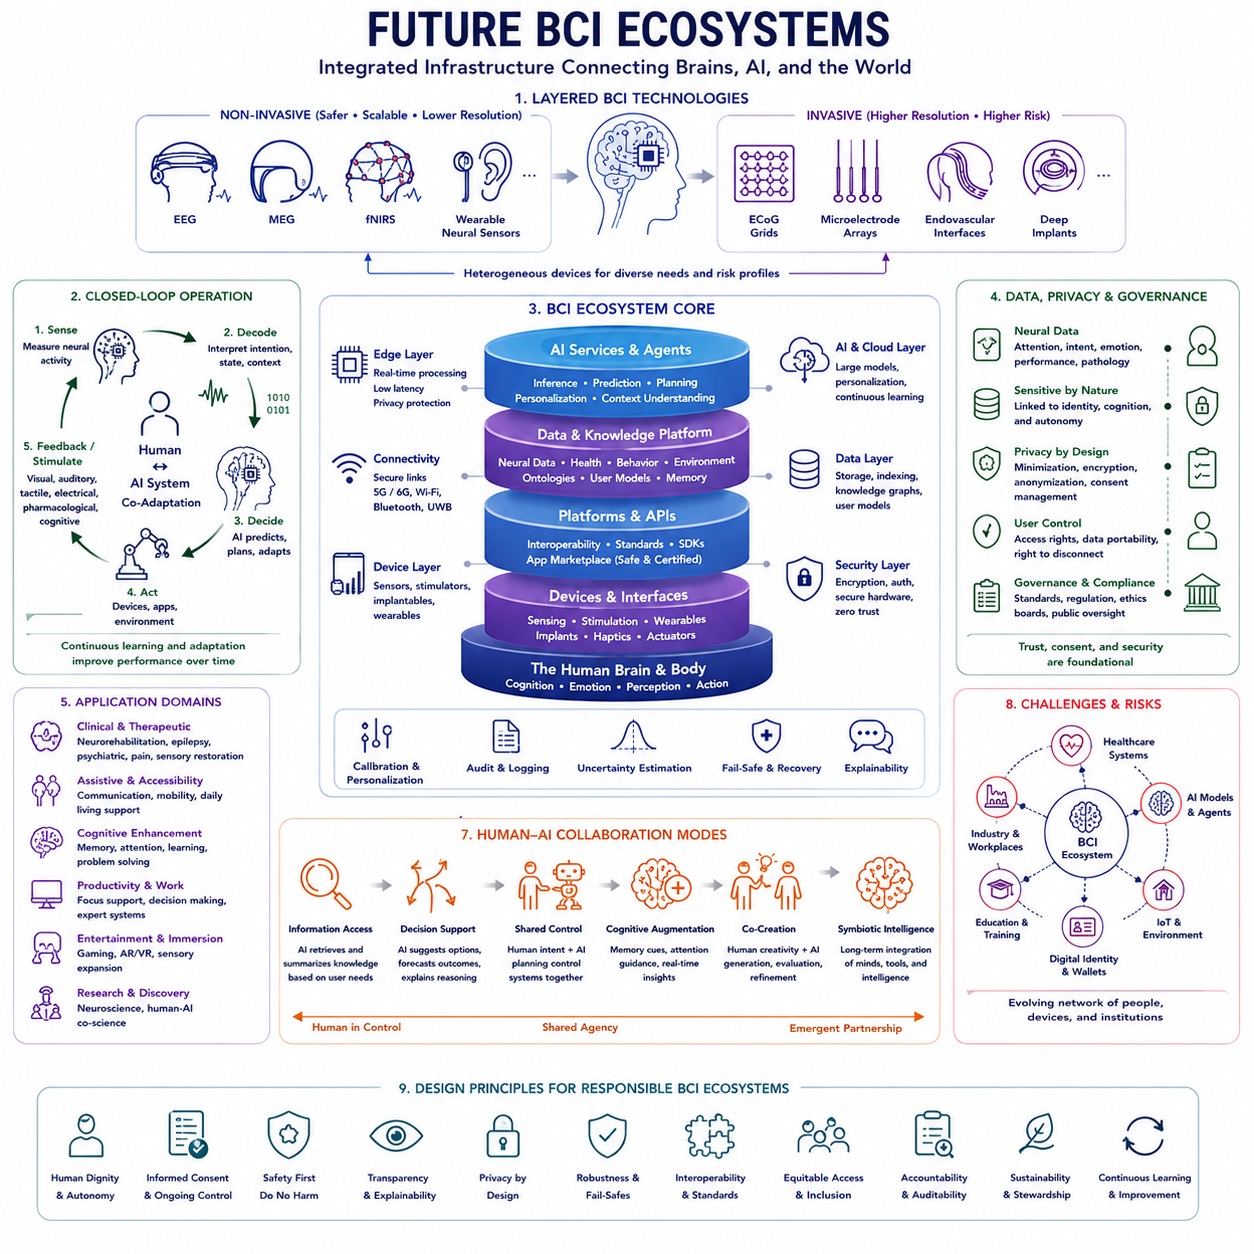 FUTURE BCI ECOSYSTEMS
Integrated Infrastructure Connecting Brains, AI, and the World
1. LAYERED BCI TECHNOLOGIES
NON-INVASIVE (Safer • Scalable • Lower Resolution)
EEG
MEG
fNIRS
Wearable
Neural Sensors
...
INVASIVE (Higher Resolution • Higher Risk)
ECoG
Grids
Microelectrode
Arrays
Endovascular
Interfaces
Deep
Implants
...
Heterogeneous devices for diverse needs and risk profiles
2. CLOSED-LOOP OPERATION
1. Sense
Measure neural
activity
2. Decode
Interpret intention,
state, context
1010
0101
Human
↔
AI System
Co-Adaptation
5. Feedback /
Stimulate
Visual, auditory,
tactile, electrical,
pharmacological,
cognitive
3. Decide
AI predicts,
plans, adapts
4. Act
Devices, apps,
environment
Continuous learning and adaptation
improve performance over time
3. BCI ECOSYSTEM CORE
Edge Layer
Real-time processing
Low latency
Privacy protection
Connectivity
Secure links
5G / 6G, Wi-Fi,
Bluetooth, UWB
Device Layer
Sensors, stimulators,
implantables,
wearables
AI Services & Agents
Inference • Prediction • Planning
Personalization • Context Understanding
Data & Knowledge Platform
Neural Data • Health • Behavior • Environment
Ontologies • User Models • Memory
Platforms & APIs
Interoperability • Standards • SDKs
App Marketplace (Safe & Certified)
Devices & Interfaces
Sensing • Stimulation • Wearables
Implants • Haptics • Actuators
The Human Brain & Body
Cognition • Emotion • Perception • Action
AI & Cloud Layer
Large models,
personalization,
continuous learning
Data Layer
Storage, indexing,
knowledge graphs,
user models
Security Layer
Encryption, auth,
secure hardware,
zero trust
Callbration &
Personalization
Audit & Logging
Uncertainty Estimation
Fail-Safe & Recovery
Explainability
4. DATA, PRIVACY & GOVERNANCE
Neural Data
Attention, intent, emotion,
performance, pathology
Sensitive by Nature
Linked to identity, cognition,
and autonomy
Privacy by Design
Minimization, encryption,
anonymization, consent
management
User Control
Access rights, data portability,
right to disconnect
Governance & Compliance
Standards, regulation, ethics
boards, public oversight
Trust, consent, and security
are foundational
5. APPLICATION DOMAINS
Clinical & Therapeutic
Neurorehabilitation, epilepsy,
psychiatric, pain, sensory restoration
Assistive & Accessibility
Communication, mobility, daily
living support
Cognitive Enhancement
Memory, attention, learning,
problem solving
Productivity & Work
Focus support, decision making,
expert systems
Entertainment & Immersion
Gaming, AR/VR, sensory
expansion
Research & Discovery
Neuroscience, human-AI
co-science
7. HUMAN–AI COLLABORATION MODES
Information Access
AI retrieves and
summarizes knowledge
based on user needs
Decision Support
AI suggests options,
forecasts outcomes,
explains reasoning
Shared Control
Human intent + AI
planning control
systems together
Cognitive Augmentation
Memory cues, attention
guidance, real-time
insights
Co-Creation
Human creativity + AI
generation, evaluation,
refinement
Symbiotic Intelligence
Long-term integration
of minds, tools, and
intelligence
Human in Control
Shared Agency
Emergent Partnership
8. CHALLENGES & RISKS
Healthcare
Systems
AI Models
& Agents
Industry &
Workplaces
BCI
Ecosystem
Education &
Training
IoT &
Environment
Digital Identity
& Wallets
Evolving network of people,
devices, and institutions
9. DESIGN PRINCIPLES FOR RESPONSIBLE BCI ECOSYSTEMS
Human Dignity
& Autonomy
Informed Consent
& Ongoing Control
Safety First
Do No Harm
Transparency
& Explainability
Privacy by
Design
Robustness &
Fail-Safes
Interoperability
& Standards
Equitable Access
& Inclusion
Accountability
& Auditability
Sustainability
& Stewardship
Continuous Learning
& Improvement